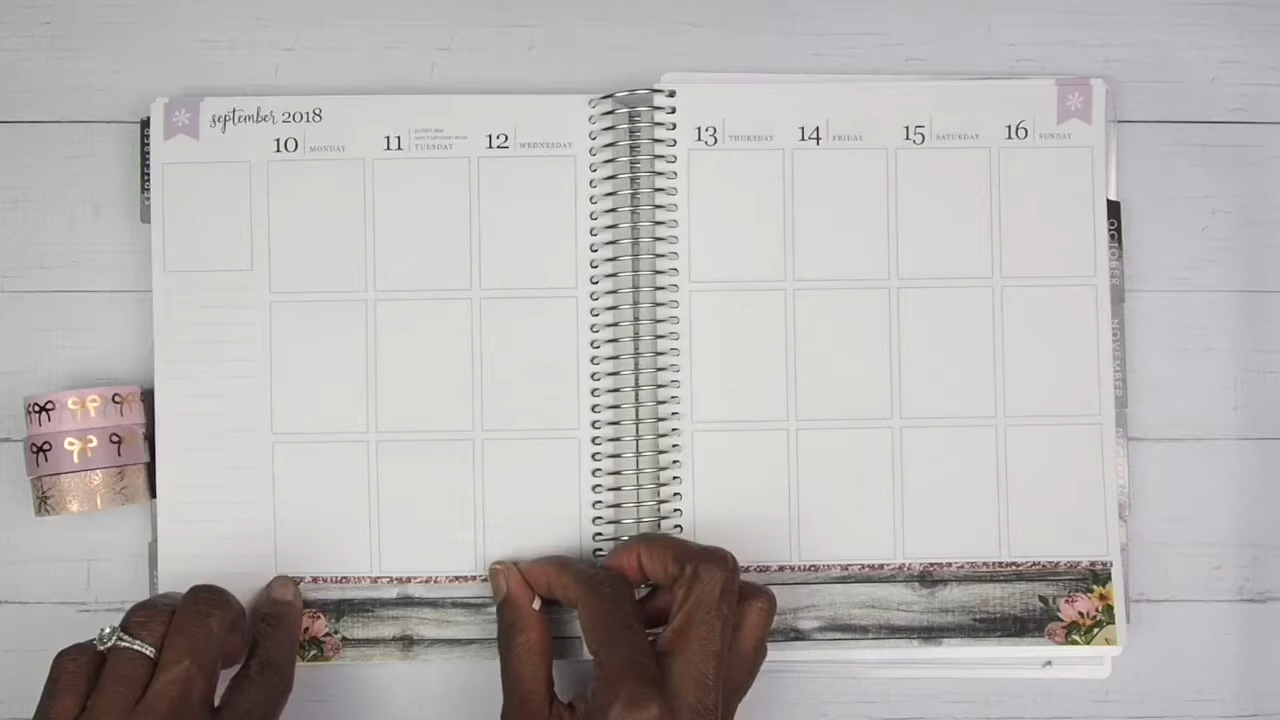 september 2018
10 MONDAY
11 TUESDAY
12 WEDNESDAY
13 THURSDAY
14 FRIDAY
15 SATURDAY
16 SUNDAY
SEPTEMBER
OCTOBER
NOVEMBER